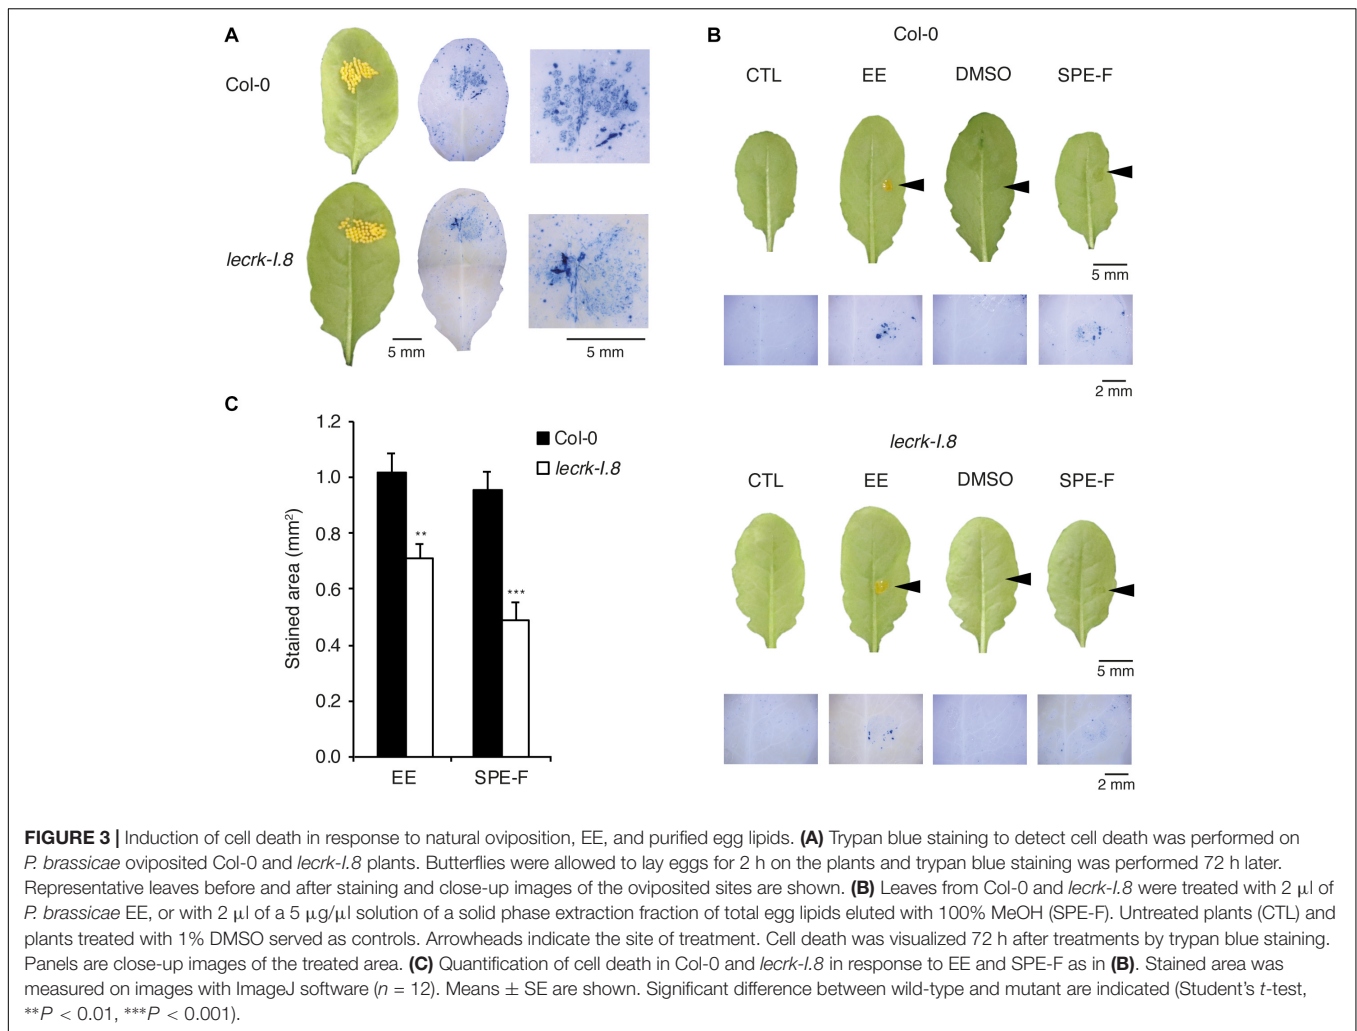 A
Col-0
lecrk-I.8
5 mm
5 mm
B
Col-0
CTL EE DMSO SPE-F
5 mm
2 mm
lecrk-I.8
CTL EE DMSO SPE-F
5 mm
2 mm
C
Stained area (mm²)
1.2
1.0
0.8
0.6
0.4
0.2
0.0
Col-0
lecrk-I.8
**
***
EE SPE-F
FIGURE 3 | Induction of cell death in response to natural oviposition, EE, and purified egg lipids. (A) Trypan blue staining to detect cell death was performed on
P. brassicae oviposited Col-0 and lecrk-I.8 plants. Butterflies were allowed to lay eggs for 2 h on the plants and trypan blue staining was performed 72 h later.
Representative leaves before and after staining and close-up images of the oviposited sites are shown. (B) Leaves from Col-0 and lecrk-I.8 were treated with 2 µl of
P. brassicae EE, or with 2 µl of a 5 µg/µl solution of a solid phase extraction fraction of total egg lipids eluted with 100% MeOH (SPE-F). Untreated plants (CTL) and
plants treated with 1% DMSO served as controls. Arrowheads indicate the site of treatment. Cell death was visualized 72 h after treatments by trypan blue staining.
Panels are close-up images of the treated area. (C) Quantification of cell death in Col-0 and lecrk-I.8 in response to EE and SPE-F as in (B). Stained area was
measured on images with ImageJ software (n = 12). Means ± SE are shown. Significant difference between wild-type and mutant are indicated (Student's t-test,
**P < 0.01, ***P < 0.001).